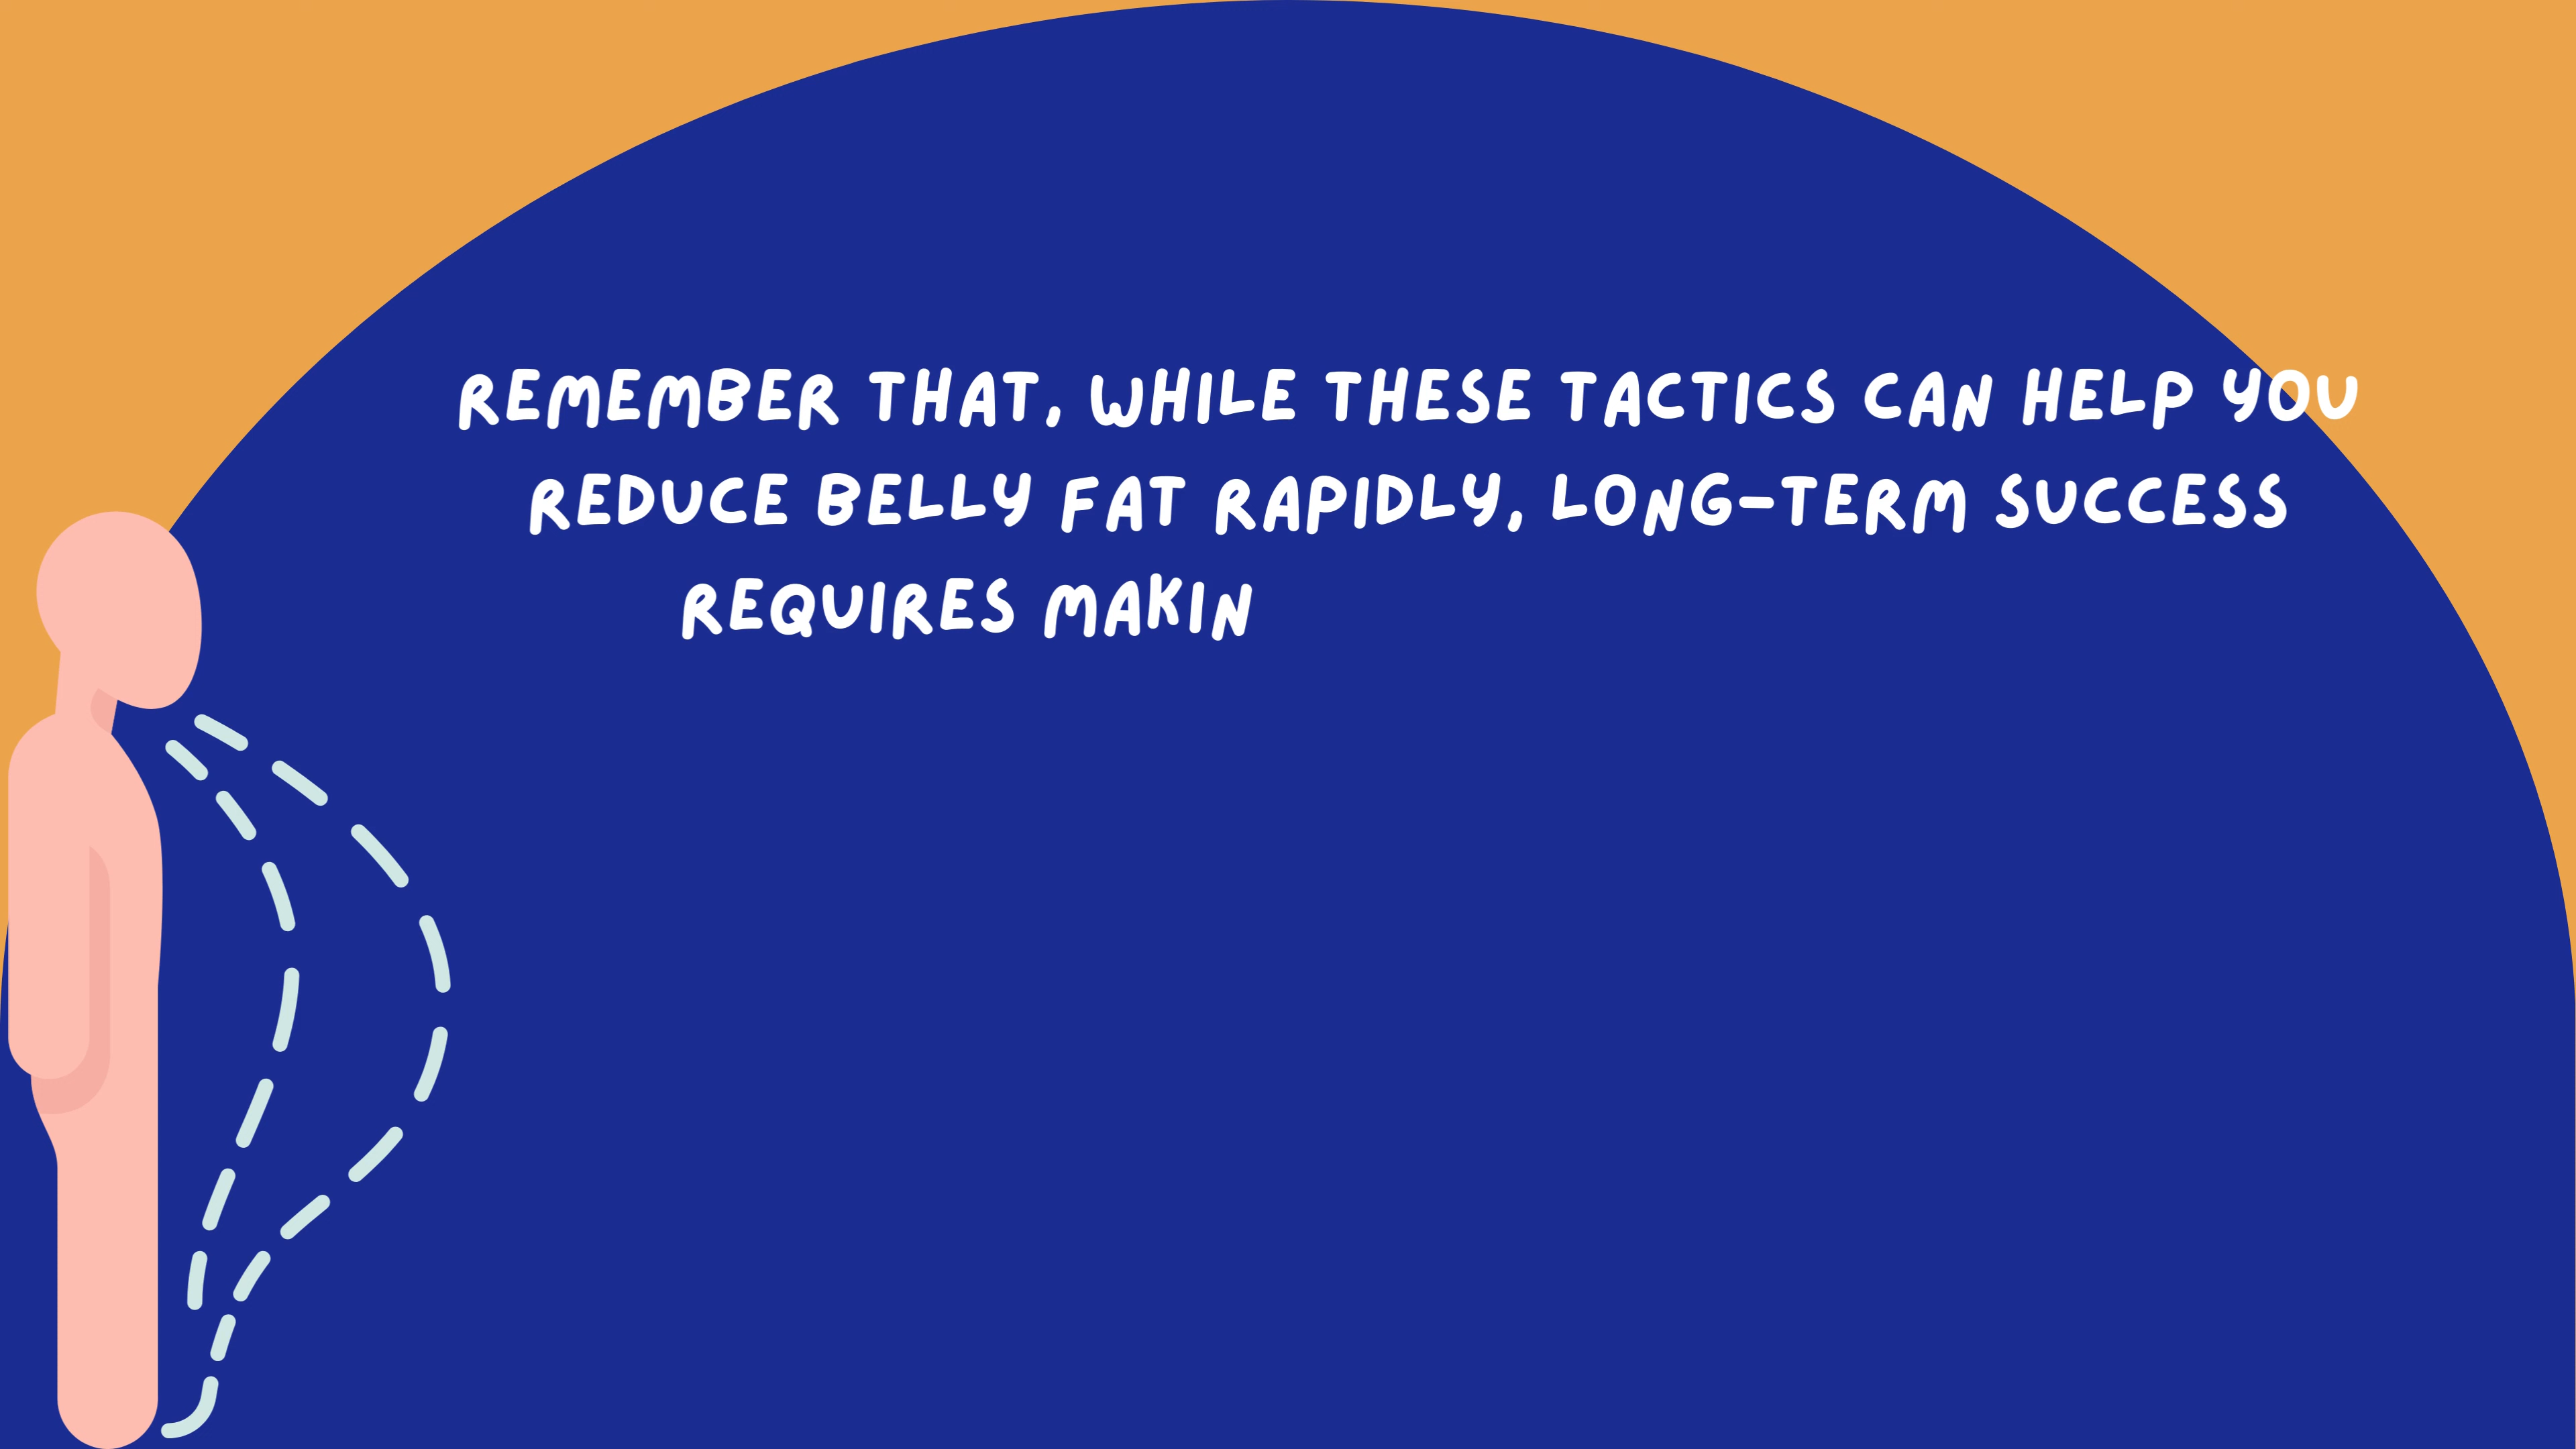 REMEMBER THAT, WHILE THESE TACTICS CAN HELP YOU
REDUCE BELLY FAT RAPIDLY, LONG-TERM SUCCESS
REQUIRES MAKIN